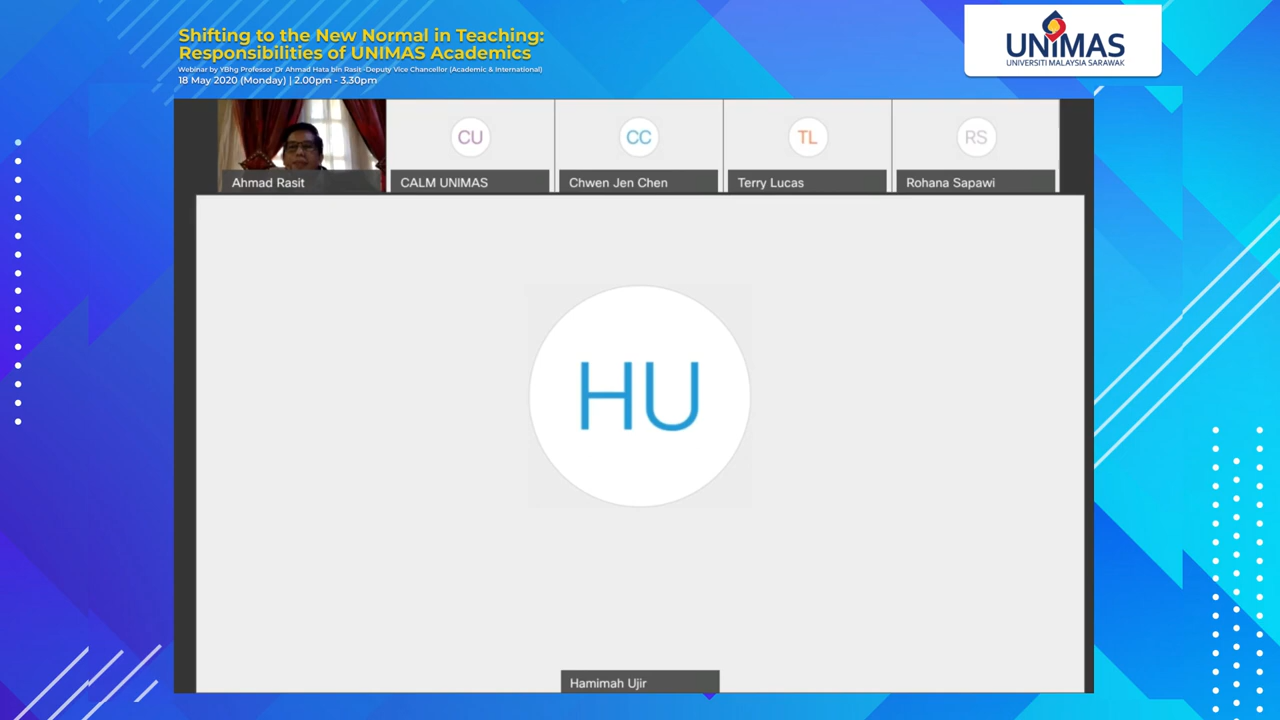 Shifting to the New Normal in Teaching:
Responsibilities of UNIMAS Academics
Webinar by YBhg Professor Dr Ahmad Hata bin Rasit -Deputy Vice Chancellor (Academic & International)
18 May 2020 (Monday) | 2.00pm - 3.30pm
UNIMAS
UNIVERSITI MALAYSIA SARAWAK
CU
CC
TL
RS
Ahmad Rasit
CALM UNIMAS
Chwen Jen Chen
Terry Lucas
Rohana Sapawi
HU
Hamimah Ujir